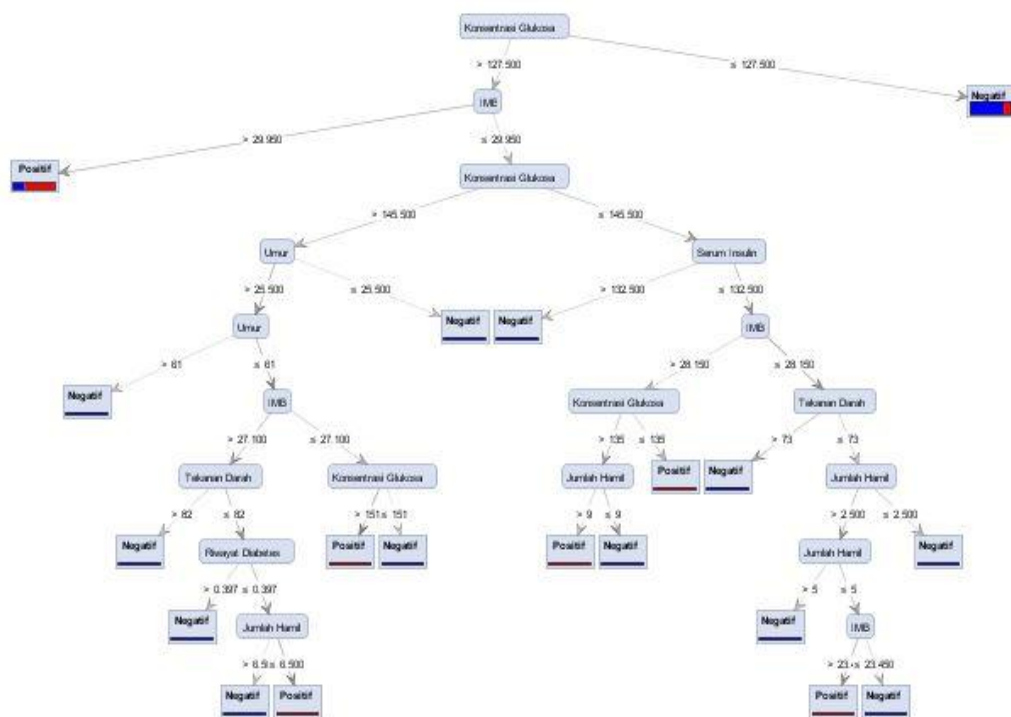 Konsentrasi Glukosa
> 127.500
≤ 127.500
IMB
Negatif
> 29.950
≤ 29.950
Positif
Konsentrasi Glukosa
> 145.500
≤ 145.500
Umur
Serum Insulin
> 25.500
≤ 25.500
> 132.500
≤ 132.500
Umur
Negatif
Negatif
IMB
> 61
≤ 61
> 28.150
≤ 28.150
Negatif
IMB
Konsentrasi Glukosa
Tekanan Darah
> 27.100
≤ 27.100
> 135
≤ 135
> 73
≤ 73
Tekanan Darah
Konsentrasi Glukosa
Jumlah Hamil
Positif
Negatif
Jumlah Hamil
> 82
≤ 82
> 151
≤ 151
> 9
≤ 9
> 2.500
≤ 2.500
Negatif
Riwayat Diabetes
Positif
Negatif
Positif
Negatif
Jumlah Hamil
Negatif
> 0.397
≤ 0.397
> 5
≤ 5
Negatif
Jumlah Hamil
Negatif
IMB
> 6.5
≤ 6.500
> 23.4
≤ 23.450
Negatif
Positif
Positif
Negatif